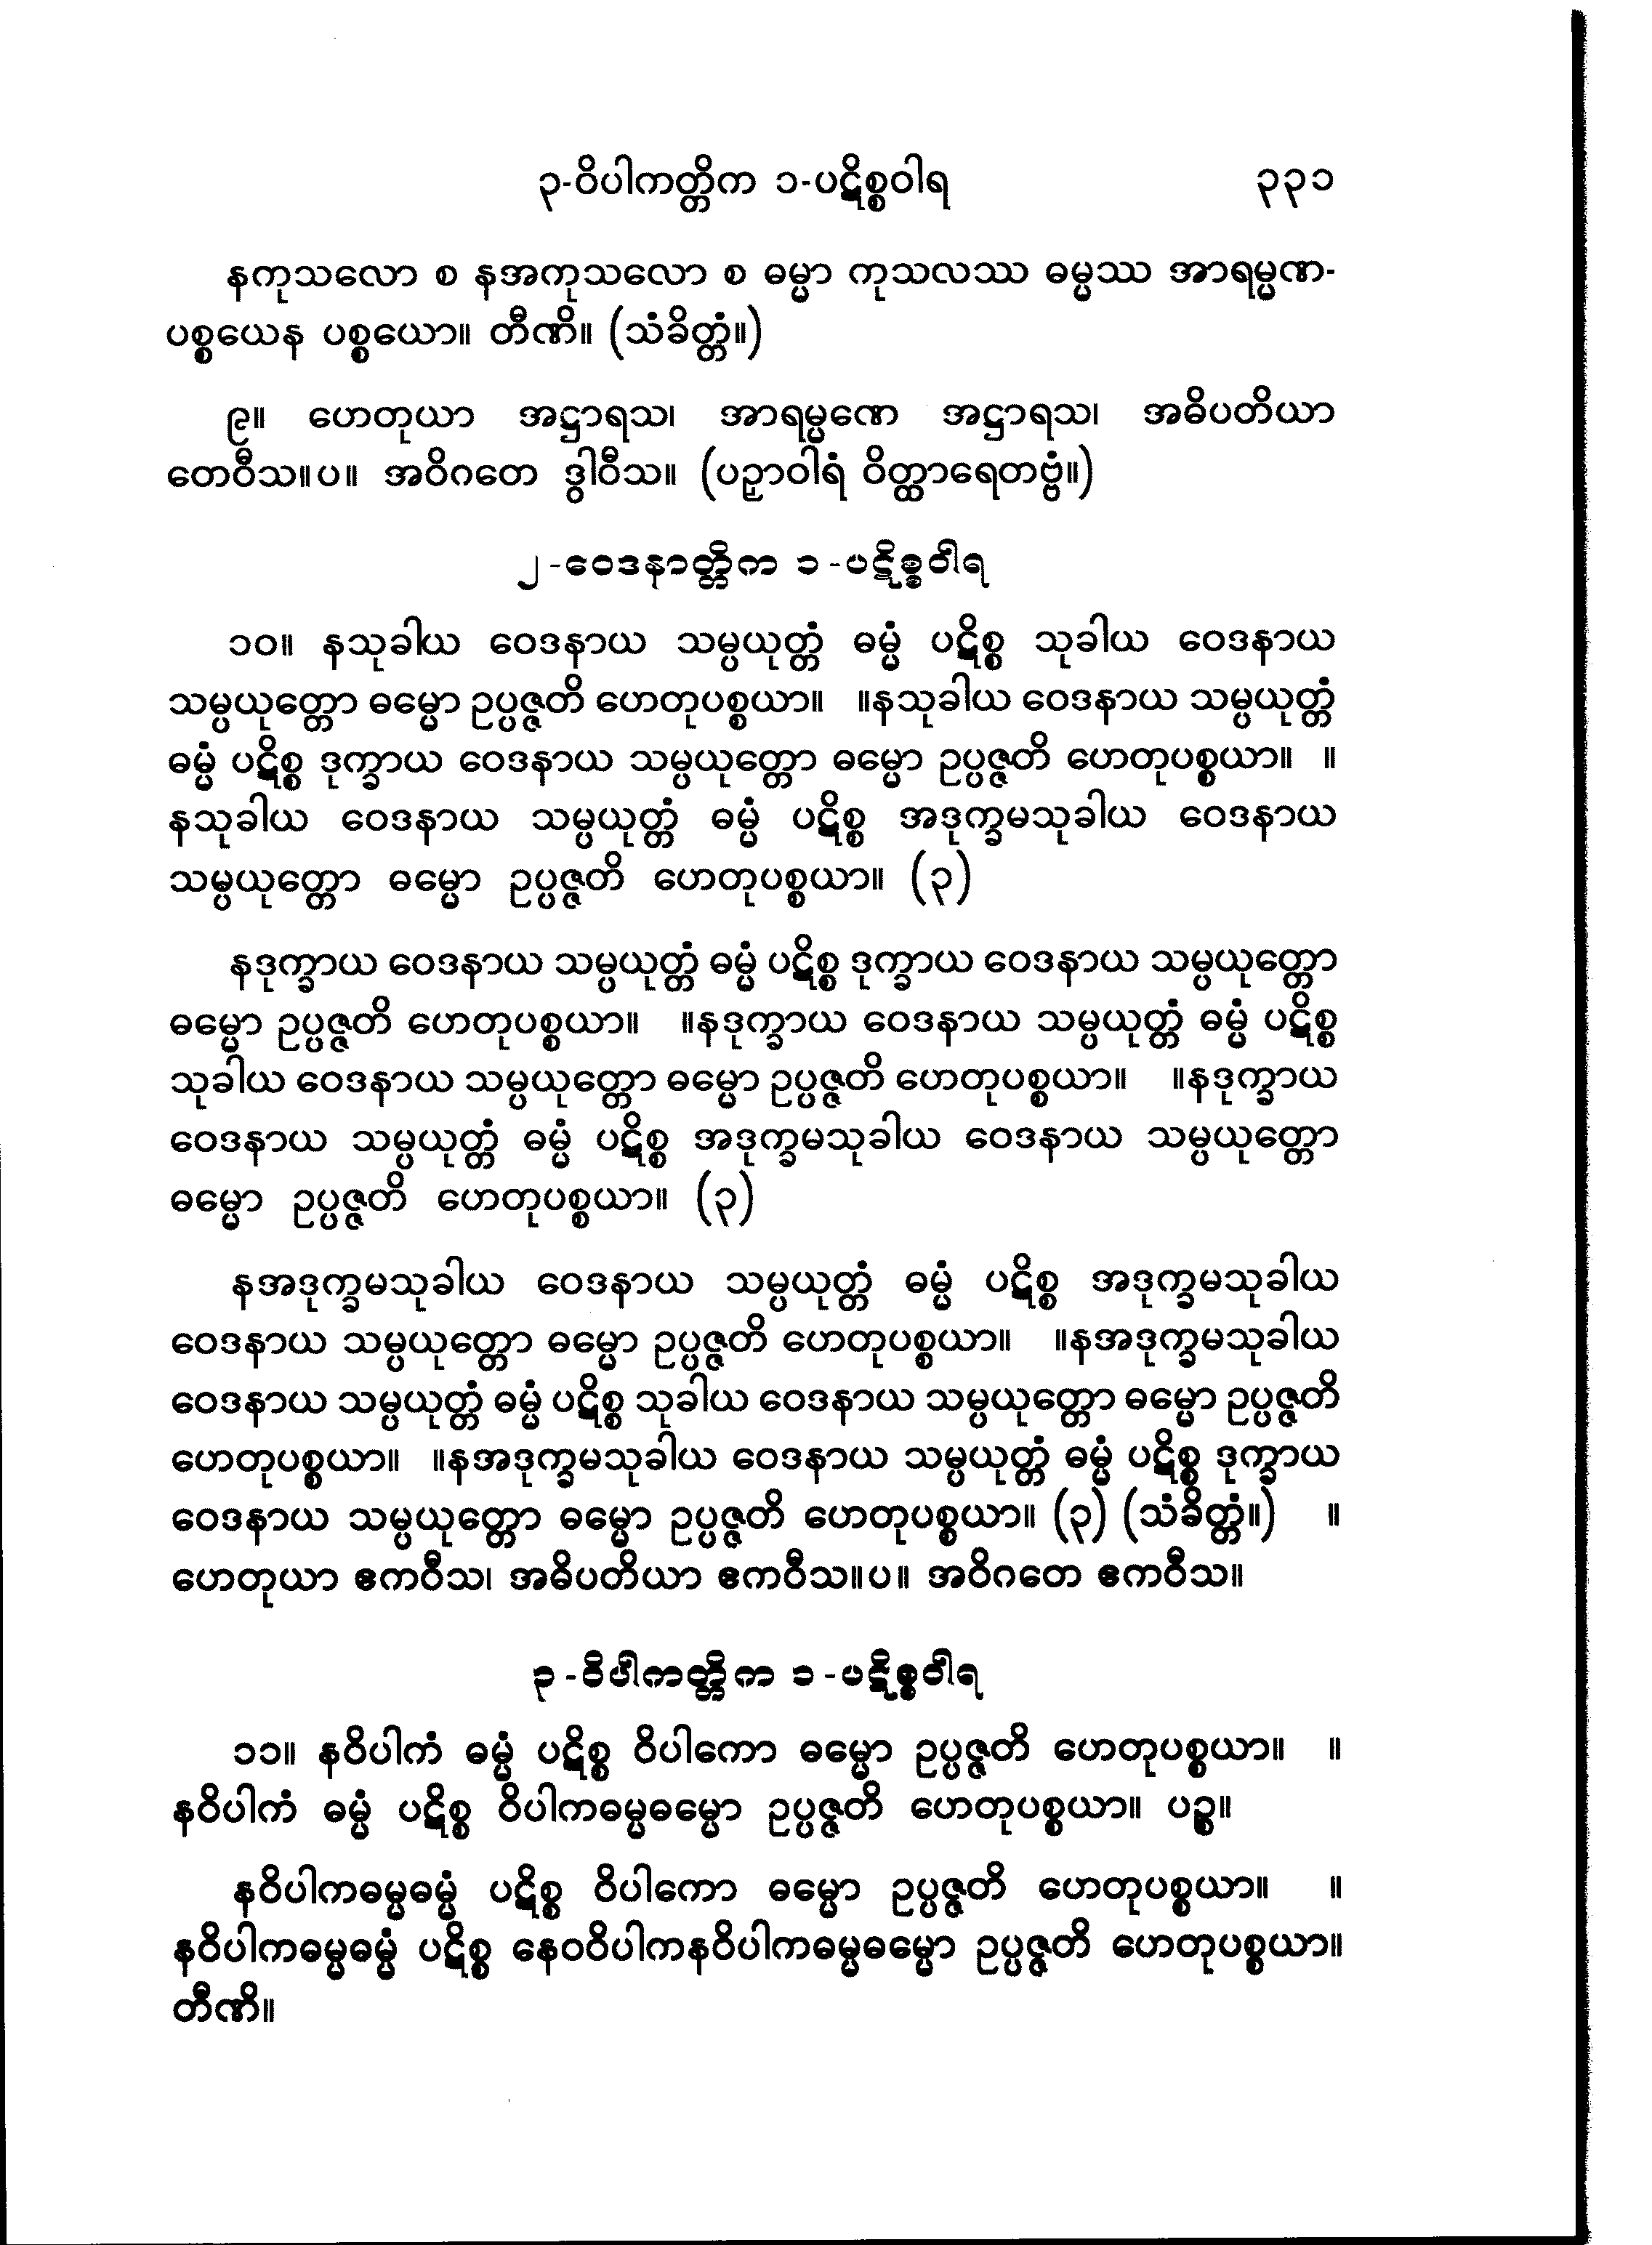 ၃-ဝိပါကတ္တိက ၁-ပဋိစ္စဝါရ ၃၃၁
နကုသလော စ နအကုသလော စ ဓမ္မာ ကုသလဿ ဓမ္မဿ အာရမ္မဏ-
ပစ္စယေန ပစ္စယော။ တီဏိ။ (သံခိတ္တံ။)
၉။ ဟေတုယာ အဋ္ဌာရသ၊ အာရမ္မဏေ အဋ္ဌာရသ၊ အဓိပတိယာ
တေဝီသ။ပ။ အဝိဂတေ ဒွါဝီသ။ (ပဉှာဝါရံ ဝိတ္ထာရေတဗ္ဗံ။)
၂-ဝေဒနာတ္တိက ၁-ပဋိစ္စဝါရ
၁၀။ နသုခါယ ဝေဒနာယ သမ္ပယုတ္တံ ဓမ္မံ ပဋိစ္စ သုခါယ ဝေဒနာယ
သမ္ပယုတ္တော ဓမ္မော ဥပ္ပဇ္ဇတိ ဟေတုပစ္စယာ။ ။နသုခါယ ဝေဒနာယ သမ္ပယုတ္တံ
ဓမ္မံ ပဋိစ္စ ဒုက္ခာယ ဝေဒနာယ သမ္ပယုတ္တော ဓမ္မော ဥပ္ပဇ္ဇတိ ဟေတုပစ္စယာ။ ။
နသုခါယ ဝေဒနာယ သမ္ပယုတ္တံ ဓမ္မံ ပဋိစ္စ အဒုက္ခမသုခါယ ဝေဒနာယ
သမ္ပယုတ္တော ဓမ္မော ဥပ္ပဇ္ဇတိ ဟေတုပစ္စယာ။ (၃)
နဒုက္ခာယ ဝေဒနာယ သမ္ပယုတ္တံ ဓမ္မံ ပဋိစ္စ ဒုက္ခာယ ဝေဒနာယ သမ္ပယုတ္တော
ဓမ္မော ဥပ္ပဇ္ဇတိ ဟေတုပစ္စယာ။ ။နဒုက္ခာယ ဝေဒနာယ သမ္ပယုတ္တံ ဓမ္မံ ပဋိစ္စ
သုခါယ ဝေဒနာယ သမ္ပယုတ္တော ဓမ္မော ဥပ္ပဇ္ဇတိ ဟေတုပစ္စယာ။ ။နဒုက္ခာယ
ဝေဒနာယ သမ္ပယုတ္တံ ဓမ္မံ ပဋိစ္စ အဒုက္ခမသုခါယ ဝေဒနာယ သမ္ပယုတ္တော
ဓမ္မော ဥပ္ပဇ္ဇတိ ဟေတုပစ္စယာ။ (၃)
နအဒုက္ခမသုခါယ ဝေဒနာယ သမ္ပယုတ္တံ ဓမ္မံ ပဋိစ္စ အဒုက္ခမသုခါယ
ဝေဒနာယ သမ္ပယုတ္တော ဓမ္မော ဥပ္ပဇ္ဇတိ ဟေတုပစ္စယာ။ ။နအဒုက္ခမသုခါယ
ဝေဒနာယ သမ္ပယုတ္တံ ဓမ္မံ ပဋိစ္စ သုခါယ ဝေဒနာယ သမ္ပယုတ္တော ဓမ္မော ဥပ္ပဇ္ဇတိ
ဟေတုပစ္စယာ။ ။နအဒုက္ခမသုခါယ ဝေဒနာယ သမ္ပယုတ္တံ ဓမ္မံ ပဋိစ္စ ဒုက္ခာယ
ဝေဒနာယ သမ္ပယုတ္တော ဓမ္မော ဥပ္ပဇ္ဇတိ ဟေတုပစ္စယာ။ (၃) (သံခိတ္တံ။) ။
ဟေတုယာ ဧကဝီသ၊ အဓိပတိယာ ဧကဝီသ။ပ။ အဝိဂတေ ဧကဝီသ။
၃-ဝိပါကတ္တိက ၁-ပဋိစ္စဝါရ
၁၁။ နဝိပါကံ ဓမ္မံ ပဋိစ္စ ဝိပါကော ဓမ္မော ဥပ္ပဇ္ဇတိ ဟေတုပစ္စယာ။ ။
နဝိပါကံ ဓမ္မံ ပဋိစ္စ ဝိပါကဓမ္မဓမ္မော ဥပ္ပဇ္ဇတိ ဟေတုပစ္စယာ။ ပဉ္စ။
နဝိပါကဓမ္မဓမ္မံ ပဋိစ္စ ဝိပါကော ဓမ္မော ဥပ္ပဇ္ဇတိ ဟေတုပစ္စယာ။ ။
နဝိပါကဓမ္မဓမ္မံ ပဋိစ္စ နေဝဝိပါကနဝိပါကဓမ္မဓမ္မော ဥပ္ပဇ္ဇတိ ဟေတုပစ္စယာ။
တီဏိ။